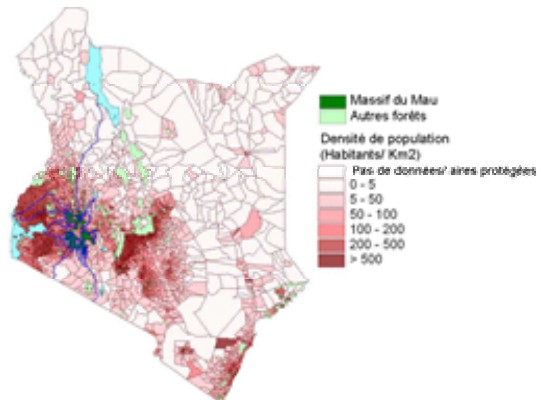 Massif du Mau
Autres forêts
Densité de population
(Habitants/ Km2)
Pas de données/ aires protégées
0 - 5
5 - 50
50 - 100
100 - 200
200 - 500
> 500